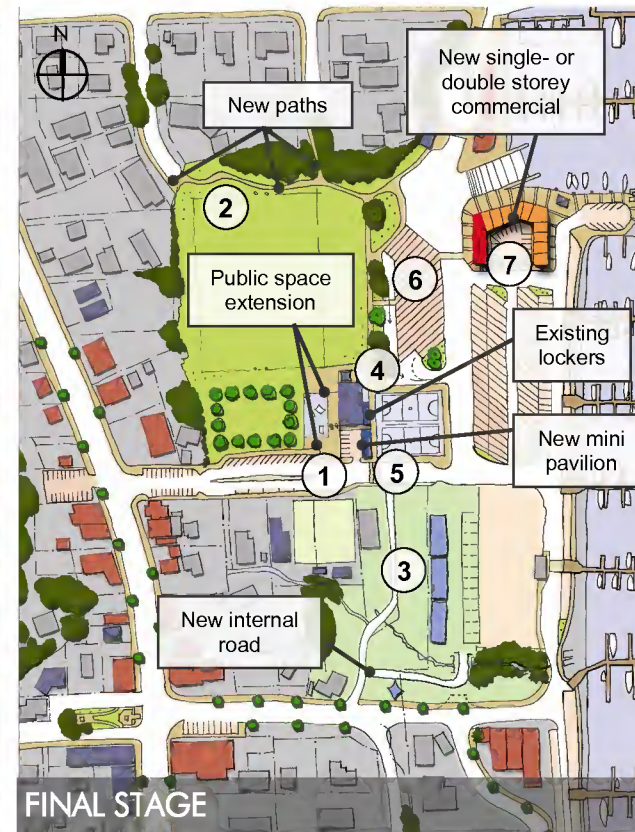 N
New single- or
double storey
commercial
New paths
2
Public space
extension
6
7
Existing
lockers
4
New mini
pavilion
1
5
3
New internal
road
FINAL STAGE